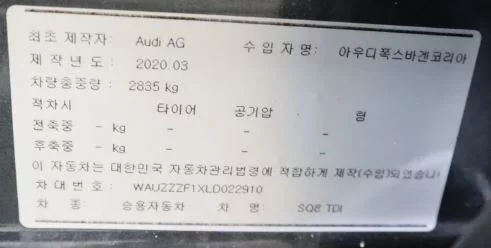 최초 제작자: Audi AG 수 입 자 명: 아우디폭스바겐코리아
제 작 년 도 : 2020.03
차량총중량 : 2835 kg
적차시 타이어 공기압 · 령
전축중 - kg - - -
후축중 - kg - - -
이 자동차는 대한민국 자동차관리법령에 적합하게 제작(수입)되었습니
차 대 번 호 : WAUZZZF1XLD022910
차 종: 승용자동차 차 명 SQ8 TDI